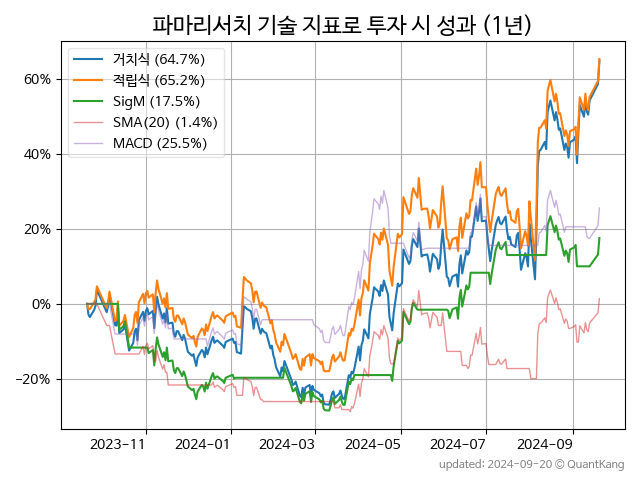 파마리서치 기술 지표로 투자 시 성과 (1년)
거치식 (64.7%)
적립식 (65.2%)
SigM (17.5%)
SMA(20) (1.4%)
MACD (25.5%)
60%
40%
20%
0%
−20%
2023-11
2024-01
2024-03
2024-05
2024-07
2024-09
updated: 2024-09-20 © QuantKang